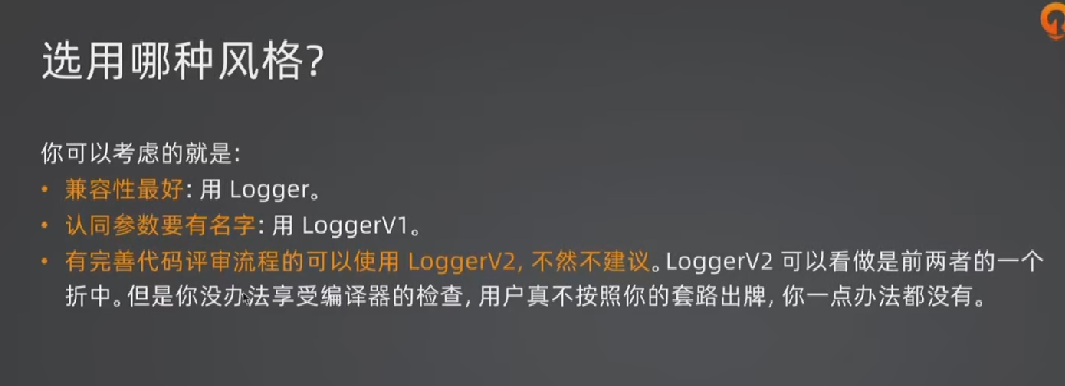 选用哪种风格?
你可以考虑的就是:
• 兼容性最好: 用 Logger。
• 认同参数要有名字: 用 LoggerV1。
• 有完善代码评审流程的可以使用 LoggerV2, 不然不建议。LoggerV2 可以看做是前两者的一个
折中。但是你没办法享受编译器的检查, 用户真不按照你的套路出牌, 你一点办法都没有。